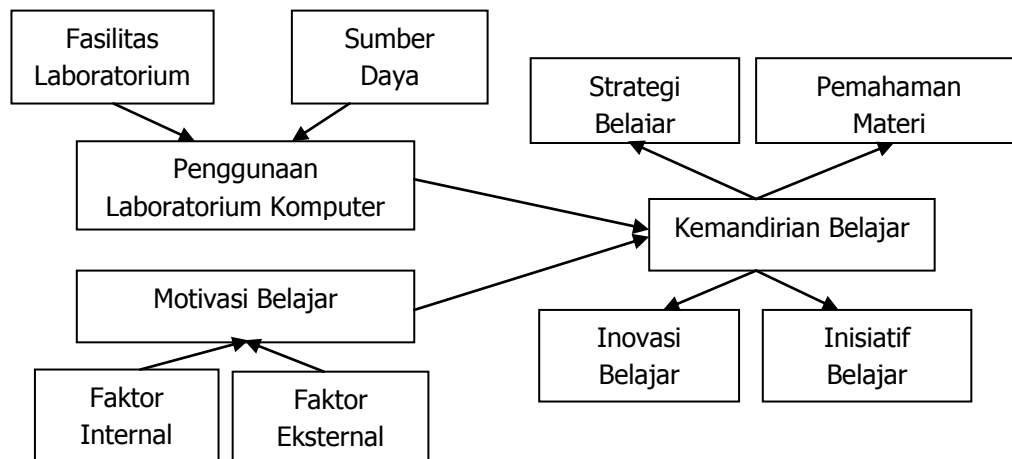 Fasilitas
Laboratorium
Sumber
Daya
Strategi
Belajar
Pemahaman
Materi
Penggunaan
Laboratorium Komputer
Kemandirian Belajar
Motivasi Belajar
Inovasi
Belajar
Inisiatif
Belajar
Faktor
Internal
Faktor
Eksternal